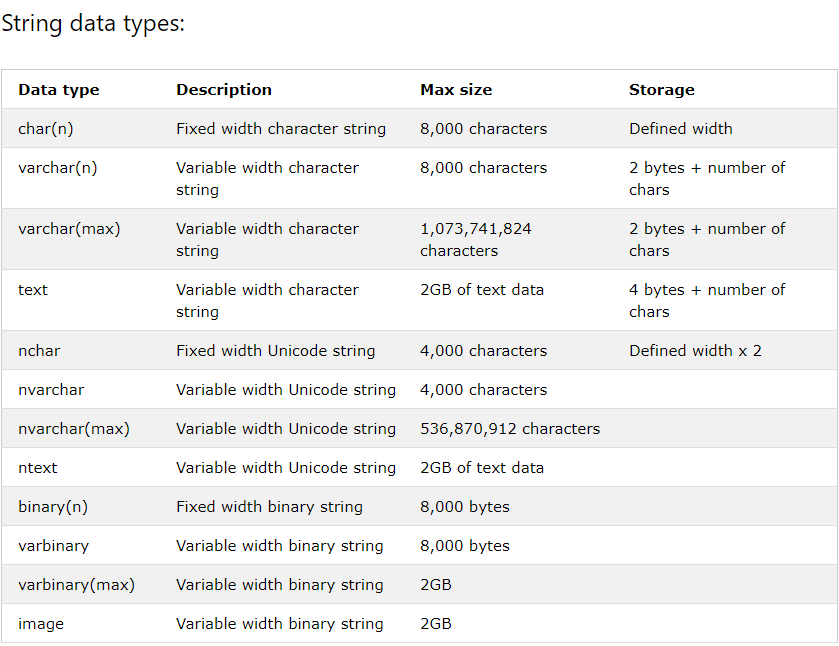 String data types:
Data type Description Max size Storage
char(n) Fixed width character string 8,000 characters Defined width
varchar(n) Variable width character 8,000 characters 2 bytes + number of
string chars
varchar(max) Variable width character 1,073,741,824 2 bytes + number of
string characters chars
text Variable width character 2GB of text data 4 bytes + number of
string chars
nchar Fixed width Unicode string 4,000 characters Defined width x 2
nvarchar Variable width Unicode string 4,000 characters
nvarchar(max) Variable width Unicode string 536,870,912 characters
ntext Variable width Unicode string 2GB of text data
binary(n) Fixed width binary string 8,000 bytes
varbinary Variable width binary string 8,000 bytes
varbinary(max) Variable width binary string 2GB
image Variable width binary string 2GB